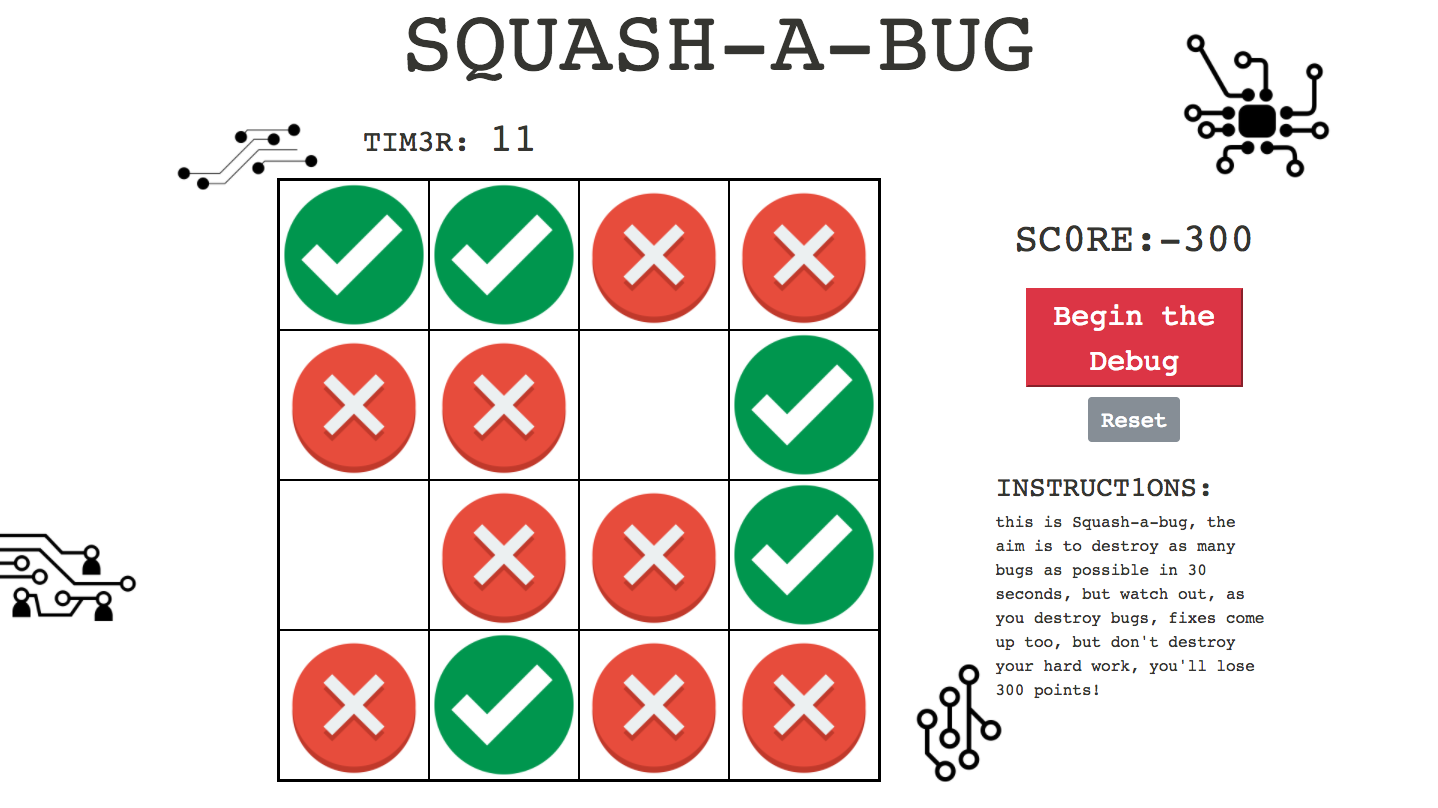 SQUASH-A-BUG
TIM3R: 11
SC0RE:-300
Begin the
Debug
Reset
INSTRUCT1ONS:
this is Squash-a-bug, the
aim is to destroy as many
bugs as possible in 30
seconds, but watch out, as
you destroy bugs, fixes come
up too, but don't destroy
your hard work, you'll lose
300 points!